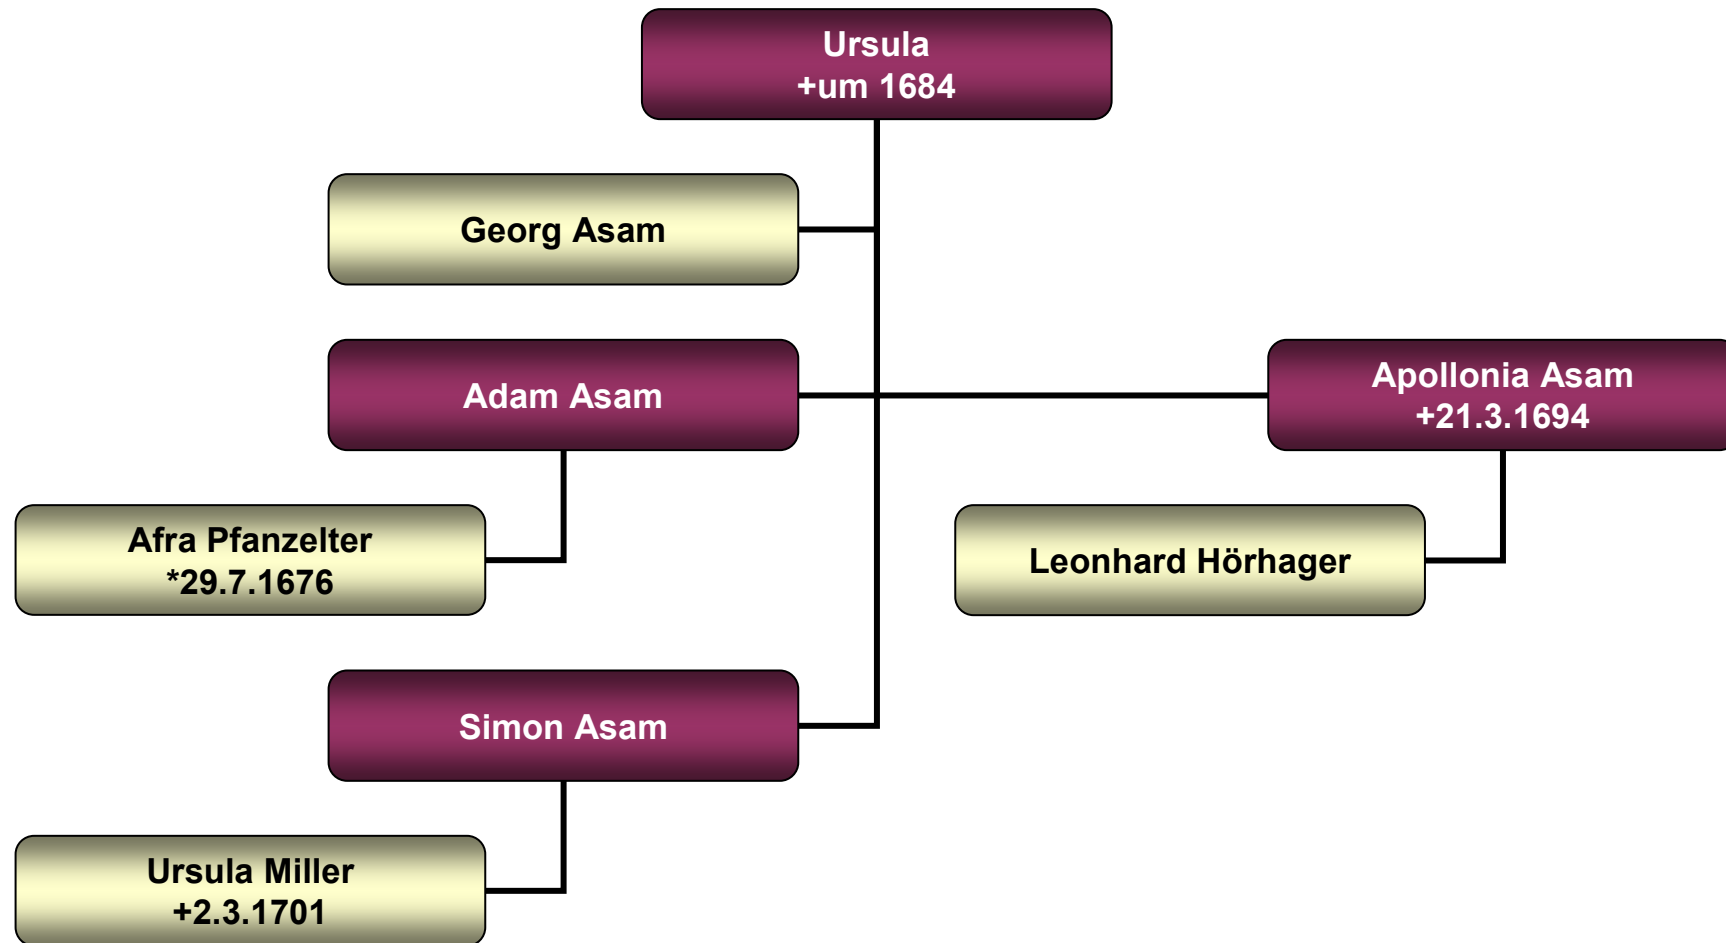 Ursula
+um 1684
Georg Asam
Adam Asam
Apollonia Asam
+21.3.1694
Afra Pfanzelter
*29.7.1676
Leonhard Hörhager
Simon Asam
Ursula Miller
+2.3.1701